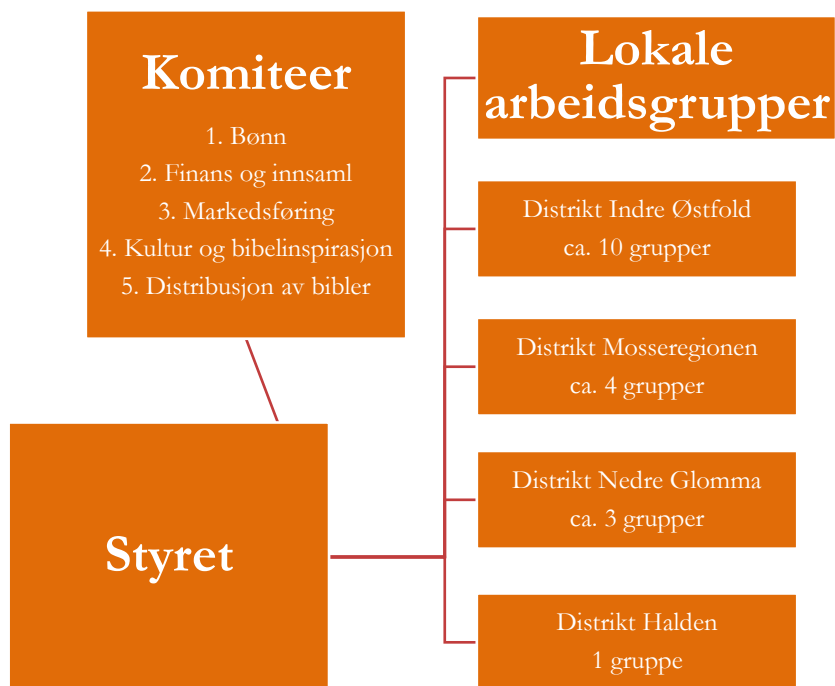 Komiteer
1. Bønn
2. Finans og innsaml
3. Markedsføring
4. Kultur og bibelinspirasjon
5. Distribusjon av bibler
Styret
Lokale
arbeidsgrupper
Distrikt Indre Østfold
ca. 10 grupper
Distrikt Mosseregionen
ca. 4 grupper
Distrikt Nedre Glomma
ca. 3 grupper
Distrikt Halden
1 gruppe